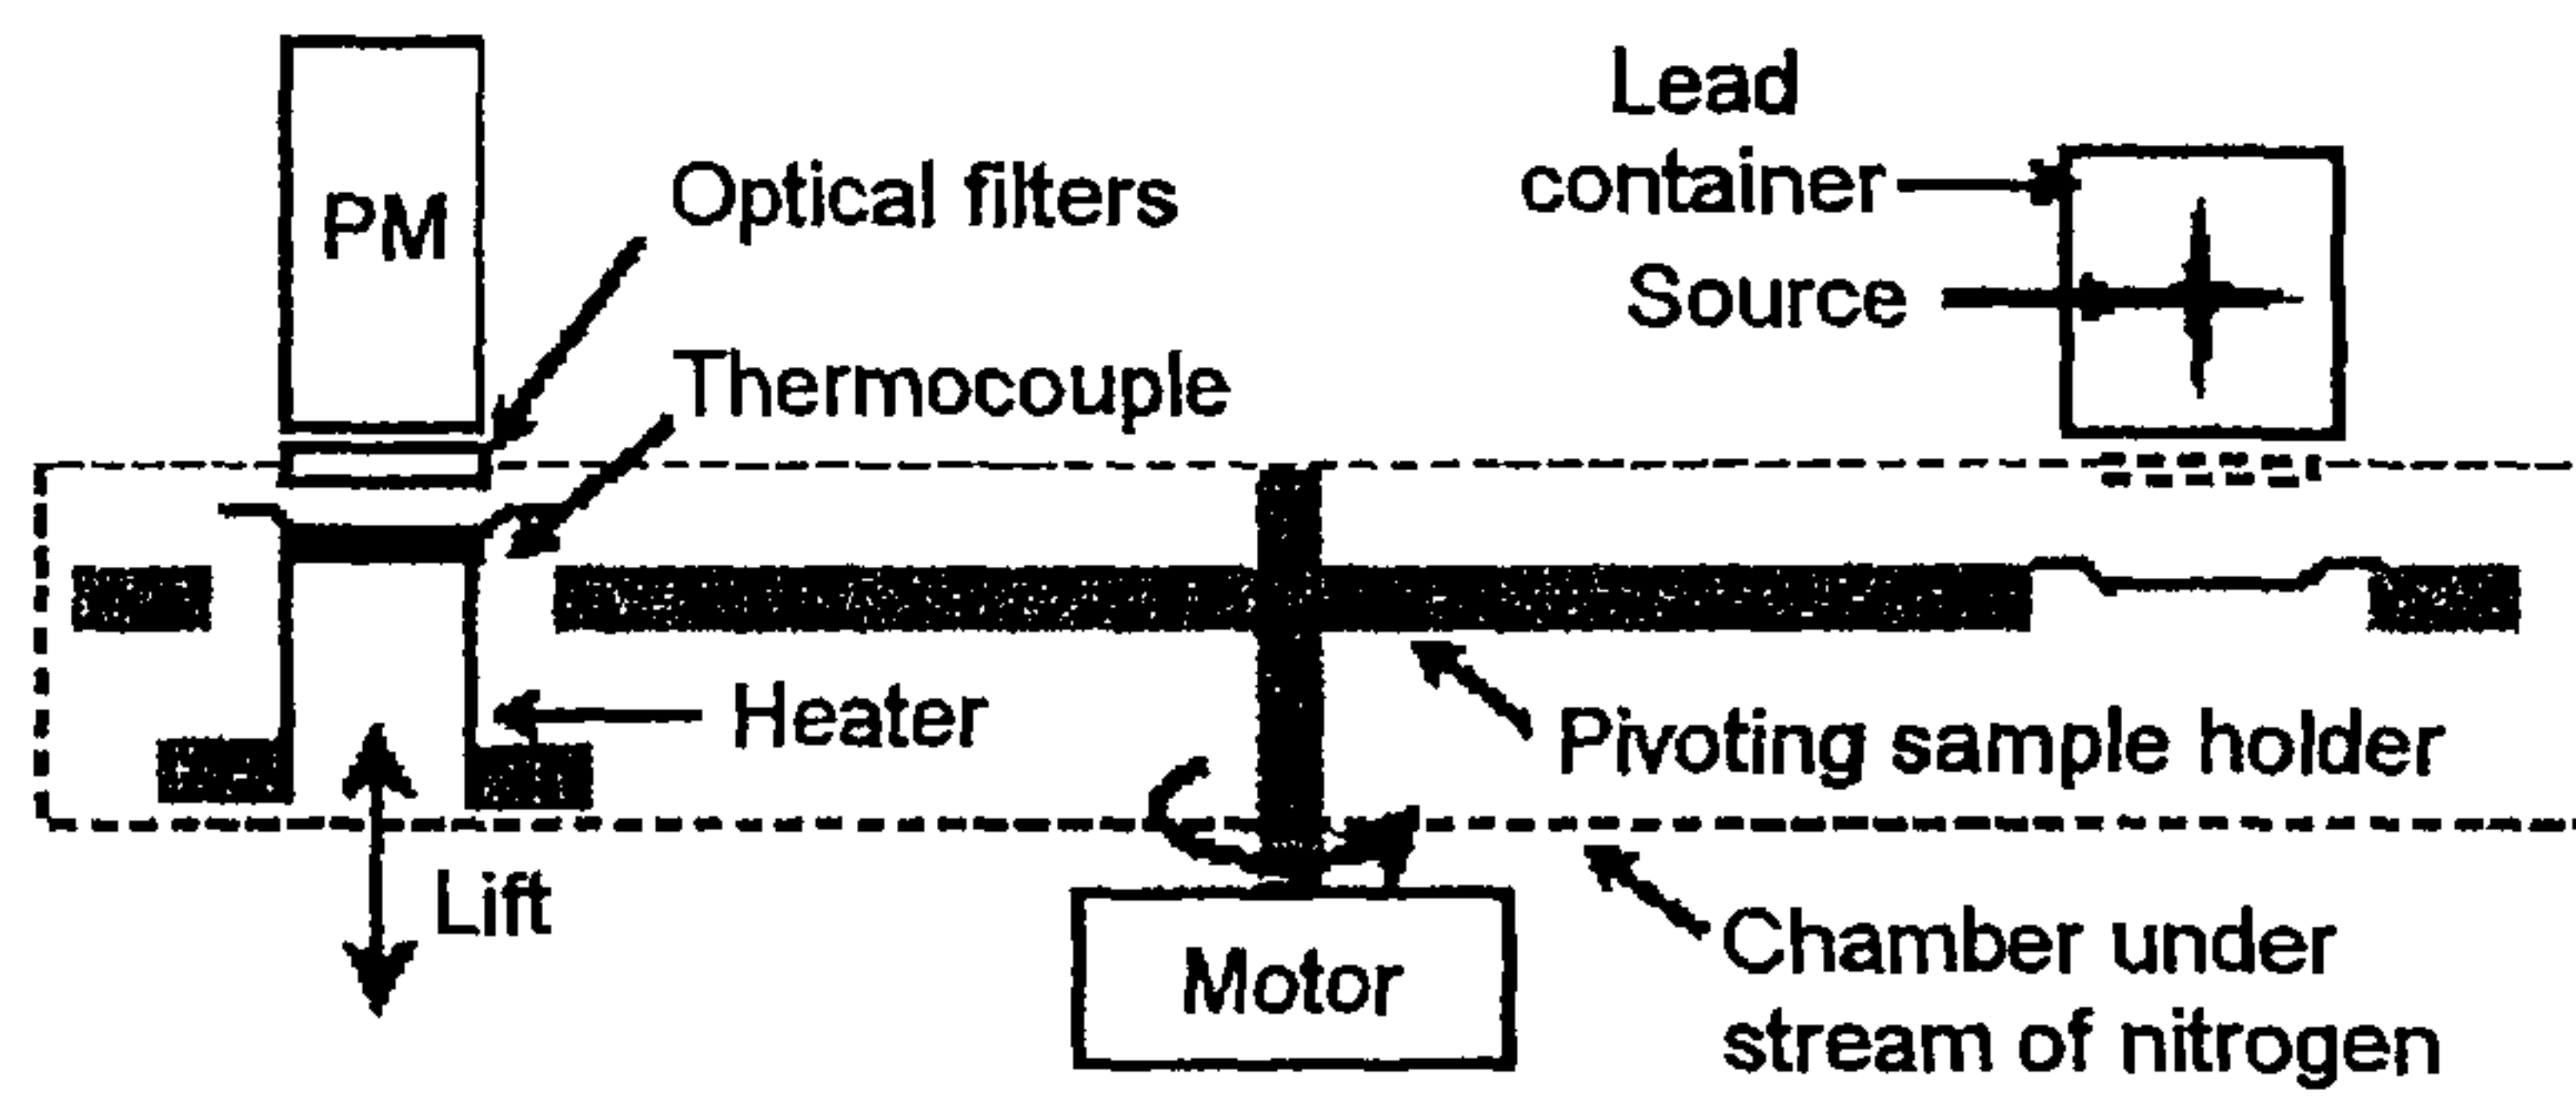 PM
Optical filters
Thermocouple
Lead
container
Source
Heater
Lift
Pivoting sample holder
Motor
Chamber under
stream of nitrogen